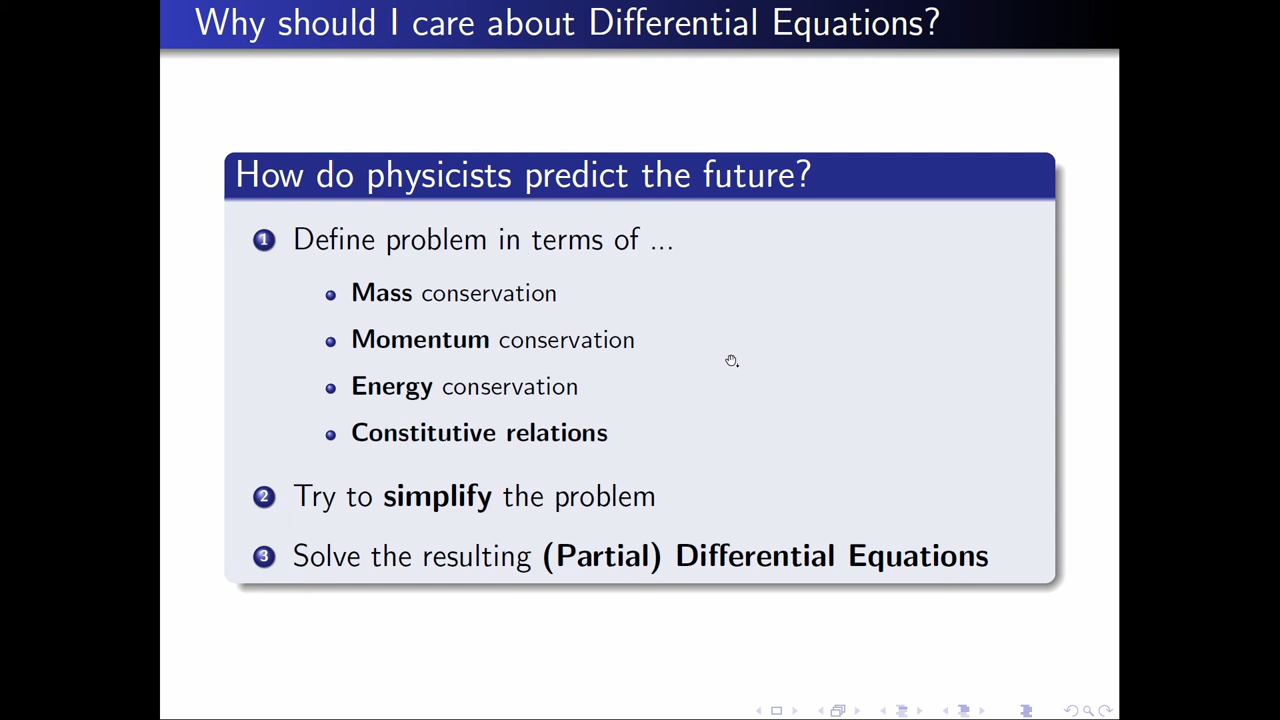 Why should I care about Differential Equations?
How do physicists predict the future?
1 Define problem in terms of ...
Mass conservation
Momentum conservation
Energy conservation
Constitutive relations
2 Try to simplify the problem
3 Solve the resulting (Partial) Differential Equations